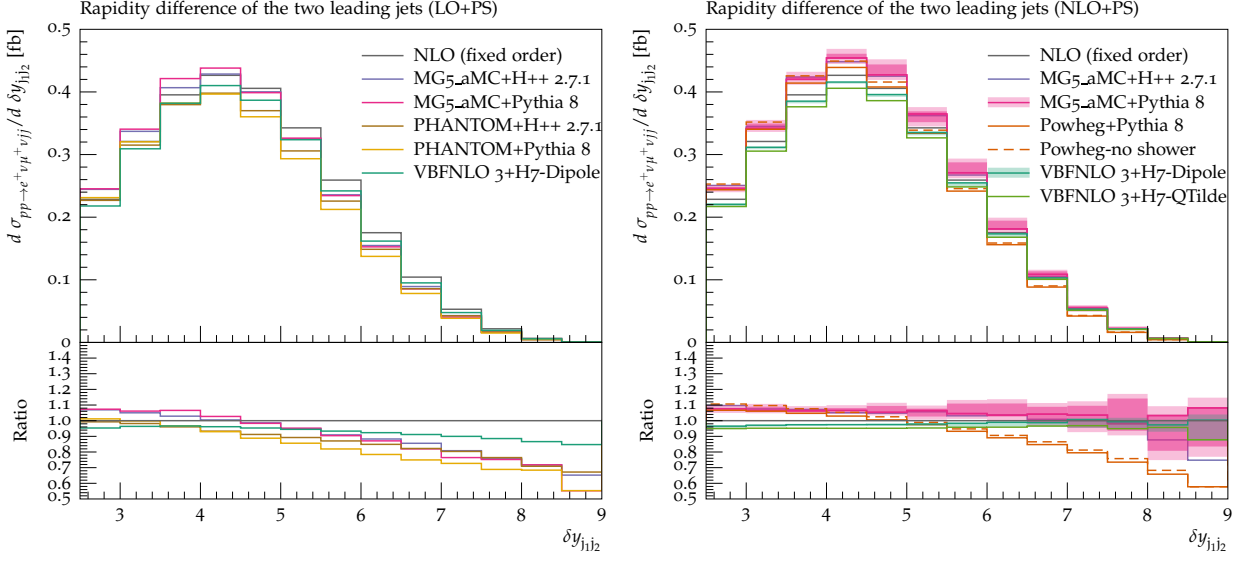 Rapidity difference of the two leading jets (LO+PS)
d σ_{pp→e⁺νμ⁺νjj}/d δy_{j₁j₂} [fb]
0.5
0.4
0.3
0.2
0.1
0
NLO (fixed order)
MG5_aMC+H++ 2.7.1
MG5_aMC+Pythia 8
PHANTOM+H++ 2.7.1
PHANTOM+Pythia 8
VBFNLO 3+H7-Dipole
Ratio
1.4
1.3
1.2
1.1
1.0
0.9
0.8
0.7
0.6
0.5
3 4 5 6 7 8 9
δy_{j₁j₂}
Rapidity difference of the two leading jets (NLO+PS)
d σ_{pp→e⁺νμ⁺νjj}/d δy_{j₁j₂} [fb]
0.5
0.4
0.3
0.2
0.1
0
NLO (fixed order)
MG5_aMC+H++ 2.7.1
MG5_aMC+Pythia 8
Powheg+Pythia 8
Powheg-no shower
VBFNLO 3+H7-Dipole
VBFNLO 3+H7-QTilde
Ratio
1.4
1.3
1.2
1.1
1.0
0.9
0.8
0.7
0.6
0.5
3 4 5 6 7 8 9
δy_{j₁j₂}